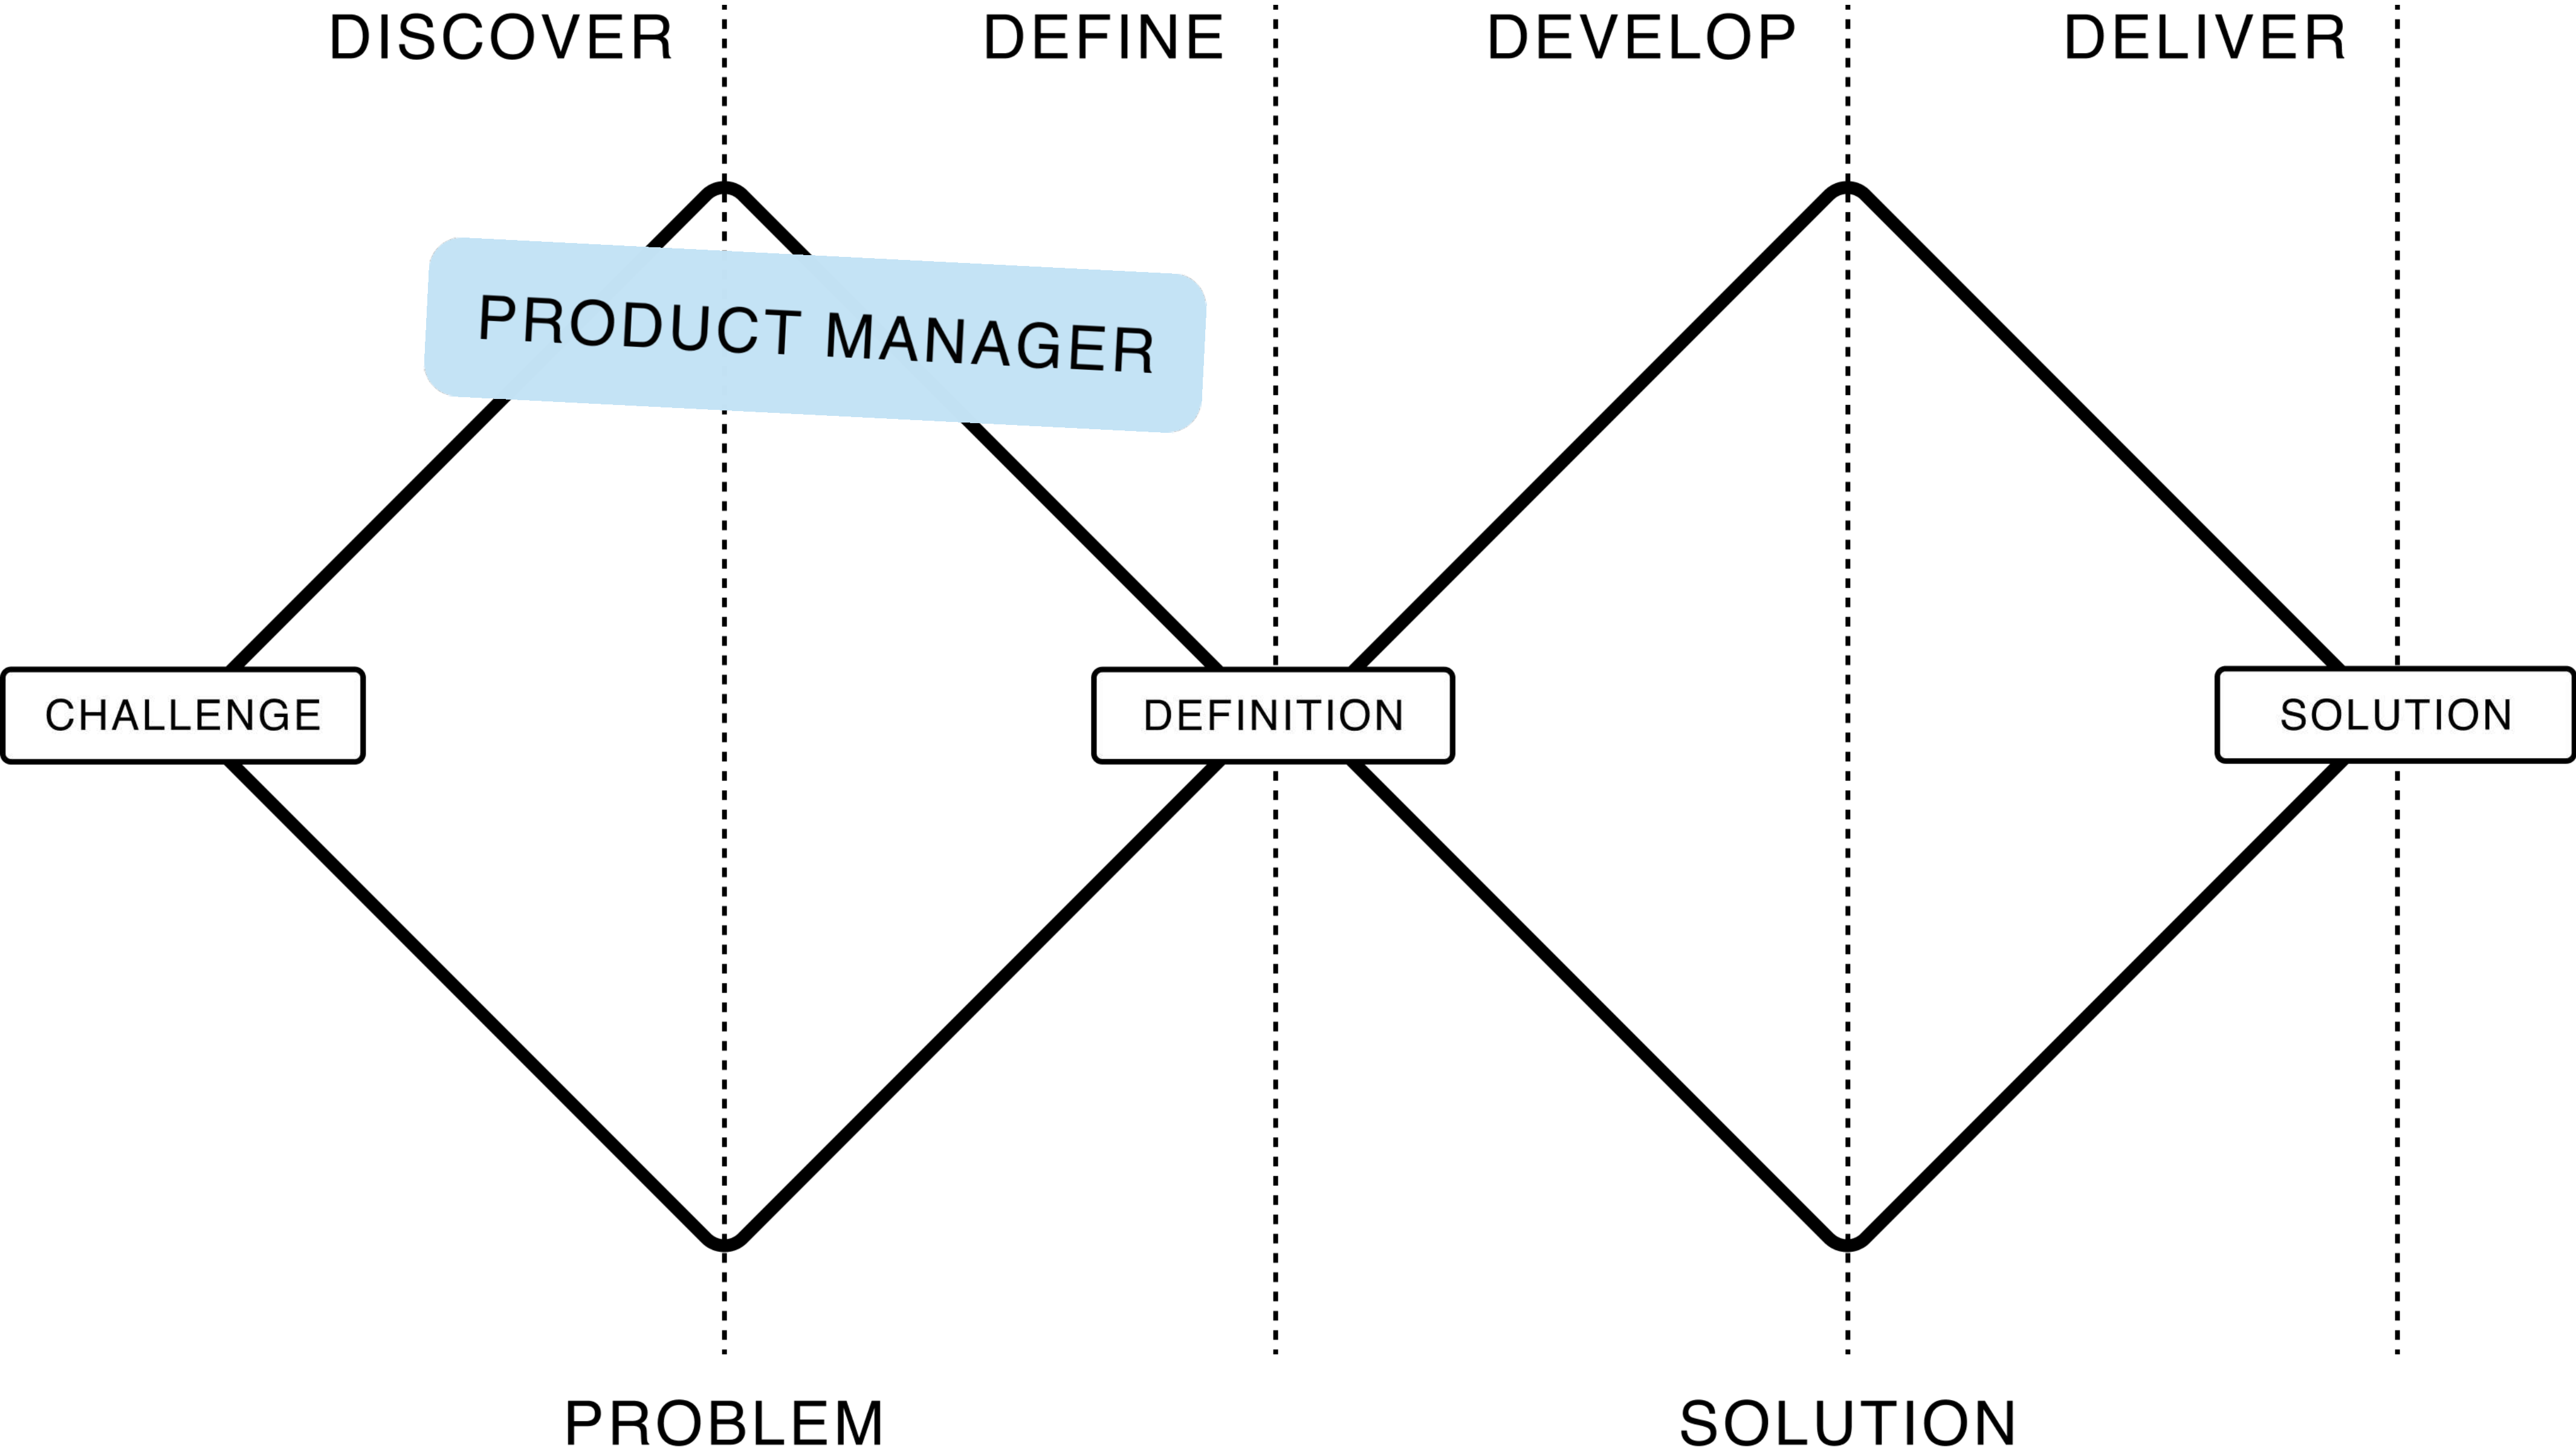 DISCOVER
DEFINE
DEVELOP
DELIVER
PRODUCT MANAGER
CHALLENGE
DEFINITION
SOLUTION
PROBLEM
SOLUTION